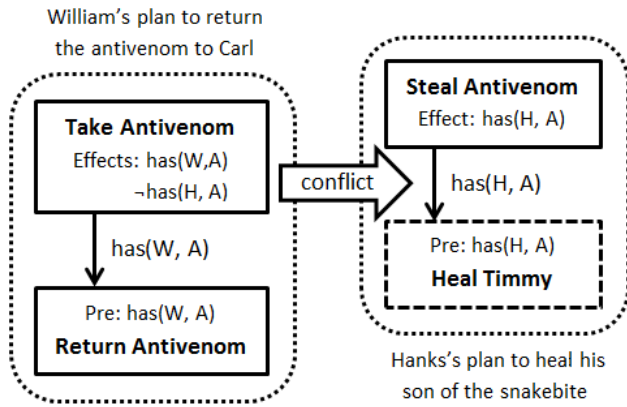 William's plan to return
the antivenom to Carl
Take Antivenom
Effects: has(W,A)
¬has(H, A)
has(W, A)
Pre: has(W, A)
Return Antivenom
conflict
Steal Antivenom
Effect: has(H, A)
has(H, A)
Pre: has(H, A)
Heal Timmy
Hanks's plan to heal his
son of the snakebite